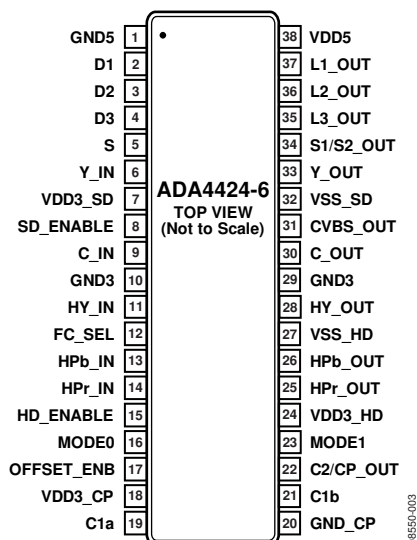 GND5 1
D1 2
D2 3
D3 4
S 5
Y_IN 6
VDD3_SD 7
SD_ENABLE 8
C_IN 9
GND3 10
HY_IN 11
FC_SEL 12
HPb_IN 13
HPr_IN 14
HD_ENABLE 15
MODE0 16
OFFSET_ENB 17
VDD3_CP 18
C1a 19
ADA4424-6
TOP VIEW
(Not to Scale)
38 VDD5
37 L1_OUT
36 L2_OUT
35 L3_OUT
34 S1/S2_OUT
33 Y_OUT
32 VSS_SD
31 CVBS_OUT
30 C_OUT
29 GND3
28 HY_OUT
27 VSS_HD
26 HPb_OUT
25 HPr_OUT
24 VDD3_HD
23 MODE1
22 C2/CP_OUT
21 C1b
20 GND_CP
08550-003